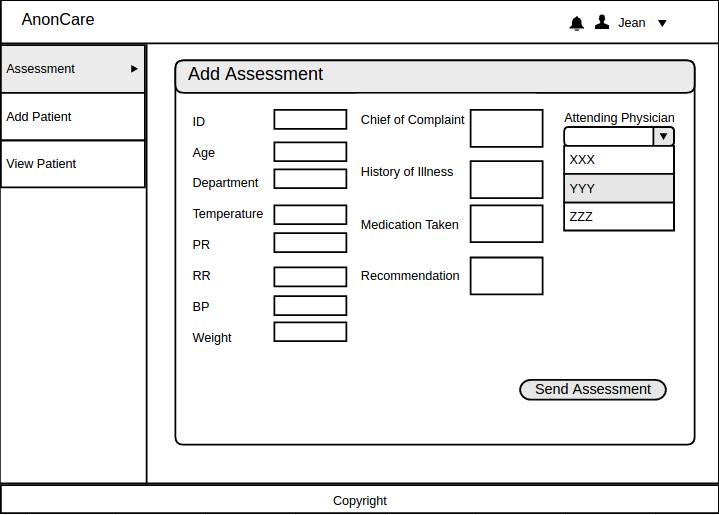 AnonCare
Jean
Assessment
Add Patient
View Patient
Add Assessment
ID
Age
Department
Temperature
PR
RR
BP
Weight
Chief of Complaint
History of Illness
Medication Taken
Recommendation
Attending Physician
XXX
YYY
ZZZ
Send Assessment
Copyright